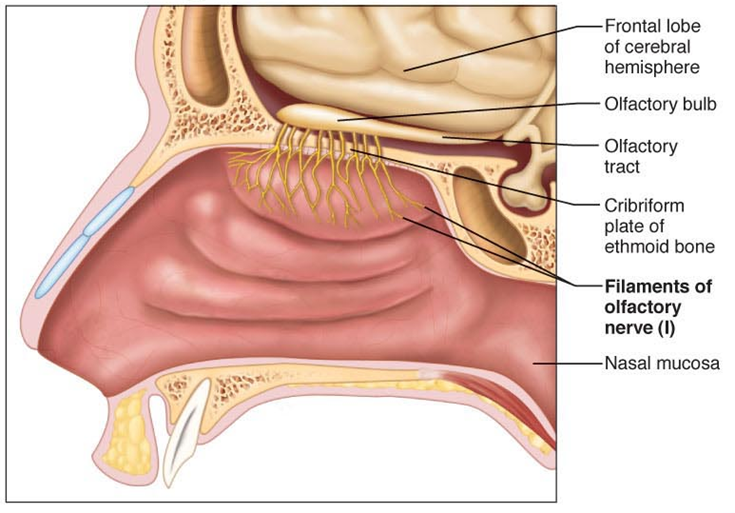 Frontal lobe
of cerebral
hemisphere
Olfactory bulb
Olfactory
tract
Cribriform
plate of
ethmoid bone
Filaments of
olfactory
nerve (I)
Nasal mucosa